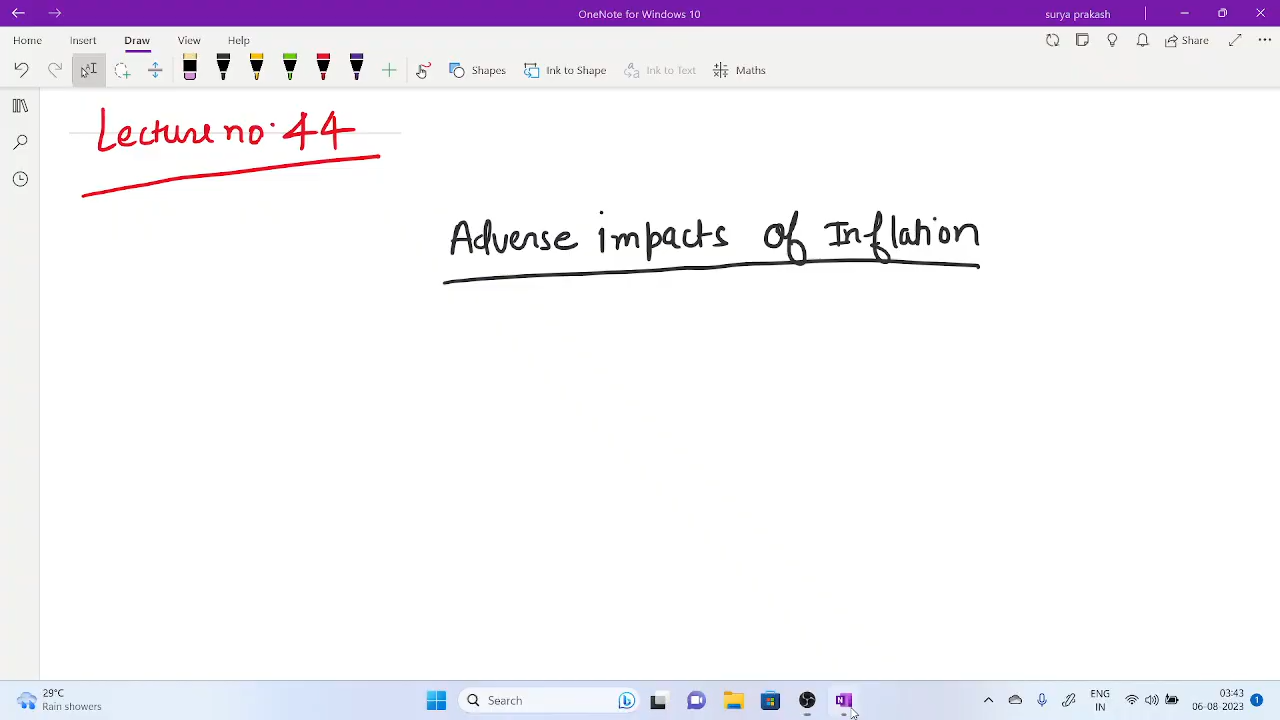 OneNote for Windows 10
surya prakash
Home Insert Draw View Help
Share
Shapes Ink to Shape Ink to Text Maths
Lecture no. 44
Adverse impacts of Inflation
29°C
Rain showers
Search
ENG
IN
03:43
06-08-2023
1